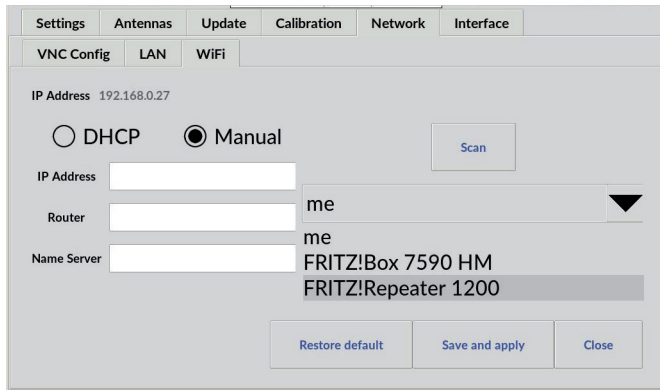 Settings Antennas Update Calibration Network Interface
VNC Config LAN WiFi
IP Address 192.168.0.27
DHCP Manual
Scan
IP Address
me
Router
me
Name Server
FRITZ!Box 7590 HM
FRITZ!Repeater 1200
Restore default Save and apply Close